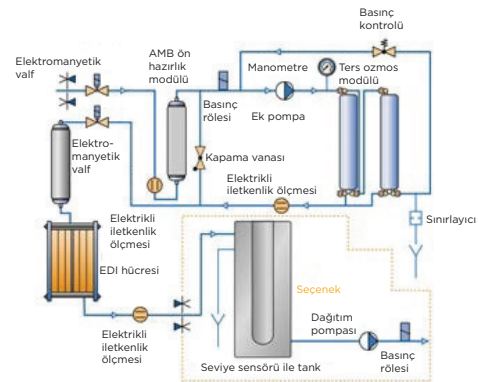 Basınç
kontrolü
AMB ön
hazırlık
modülü
Elektromanyetik
valf
Manometre
Ters ozmos
modülü
Basınç
rölesi
Ek pompa
Elektro-
manyetik
valf
Kapama vanası
Elektrikli
iletkenlik ölçmesi
Elektrikli
iletkenlik
ölçmesi
Sınırlayıcı
EDI hücresi
Seçenek
Dağıtım
pompası
Elektrikli
iletkenlik
ölçmesi
Basınç
rölesi
Seviye sensörü ile tank